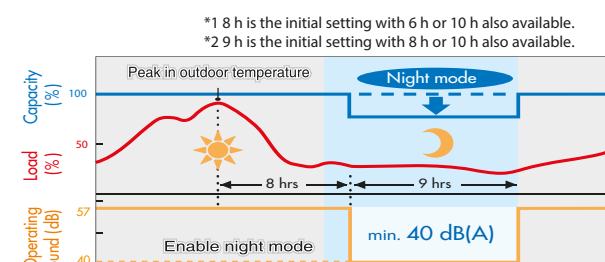 *1 8 h is the initial setting with 6 h or 10 h also available.
*2 9 h is the initial setting with 8 h or 10 h also available.
Peak in outdoor temperature
Night mode
Capacity
(%)
100
50
Load
(%)
8 hrs
9 hrs
57
Operating
(dB)
min. 40 dB(A)
Enable night mode
40